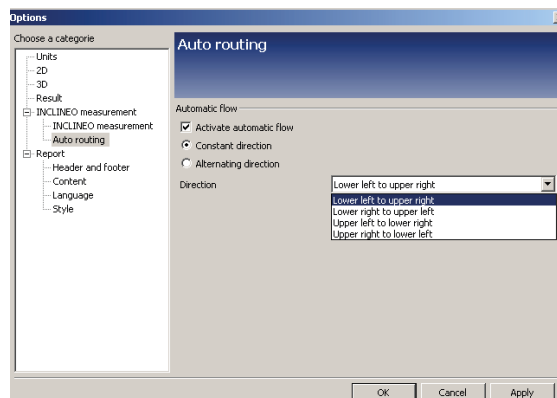 Options
Choose a categorie
Units
2D
3D
Result
INCLINEO measurement
INCLINEO measurement
Auto routing
Report
Header and footer
Content
Language
Style
Auto routing
Automatic flow
Activate automatic flow
Constant direction
Alternating direction
Direction
Lower left to upper right
Lower left to upper right
Lower right to upper left
Upper left to lower right
Upper right to lower left
OK
Cancel
Apply